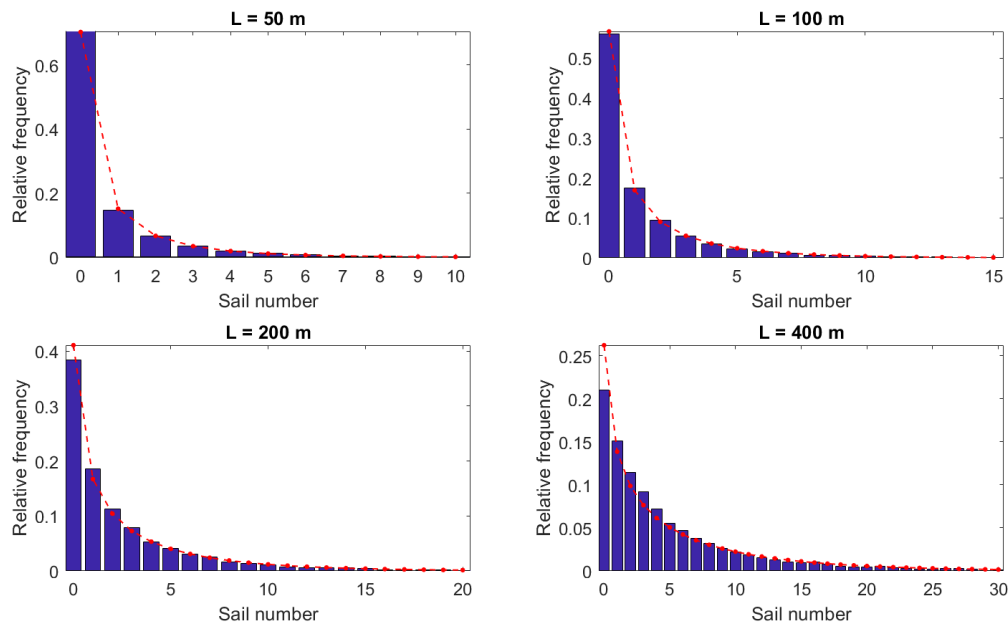 L = 50 m
Relative frequency
0.6
0.4
0.2
0
0 1 2 3 4 5 6 7 8 9 10
Sail number
L = 100 m
Relative frequency
0.5
0.4
0.3
0.2
0.1
0
0 5 10 15
Sail number
L = 200 m
Relative frequency
0.4
0.3
0.2
0.1
0
0 5 10 15 20
Sail number
L = 400 m
Relative frequency
0.25
0.2
0.15
0.1
0.05
0
0 5 10 15 20 25 30
Sail number